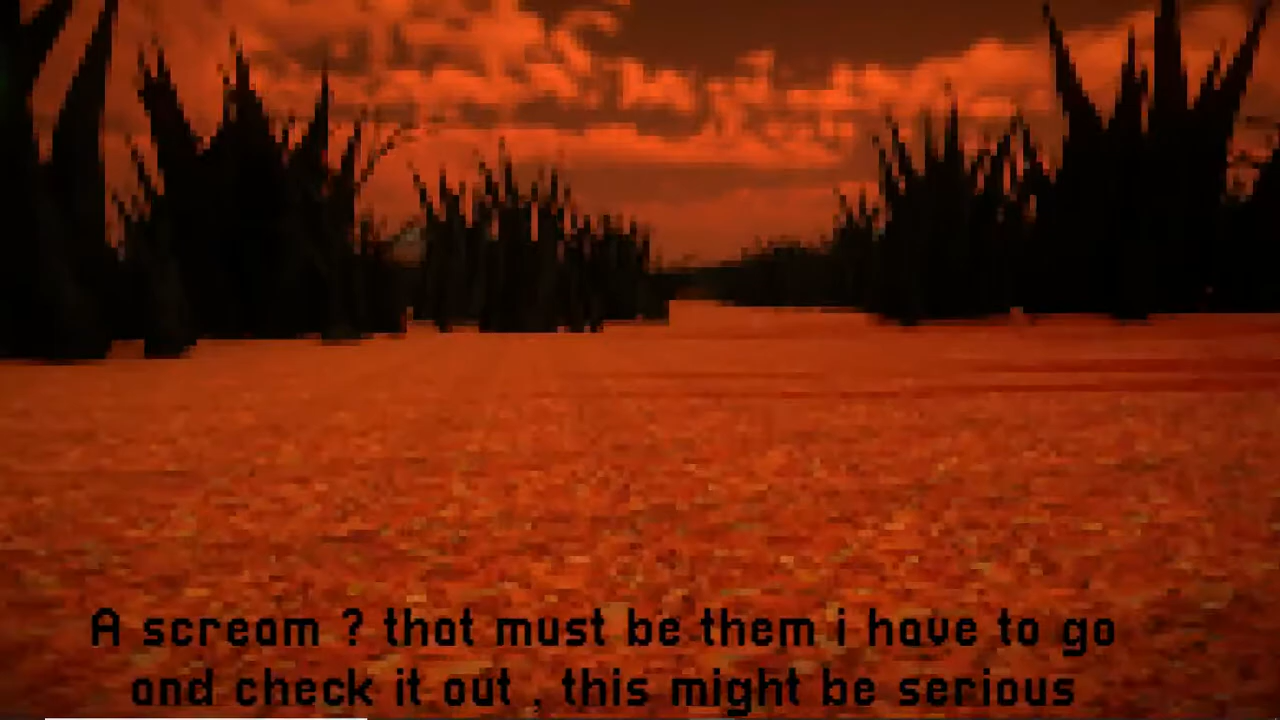 A scream ? that must be them i have to go
and check it out , this might be serious